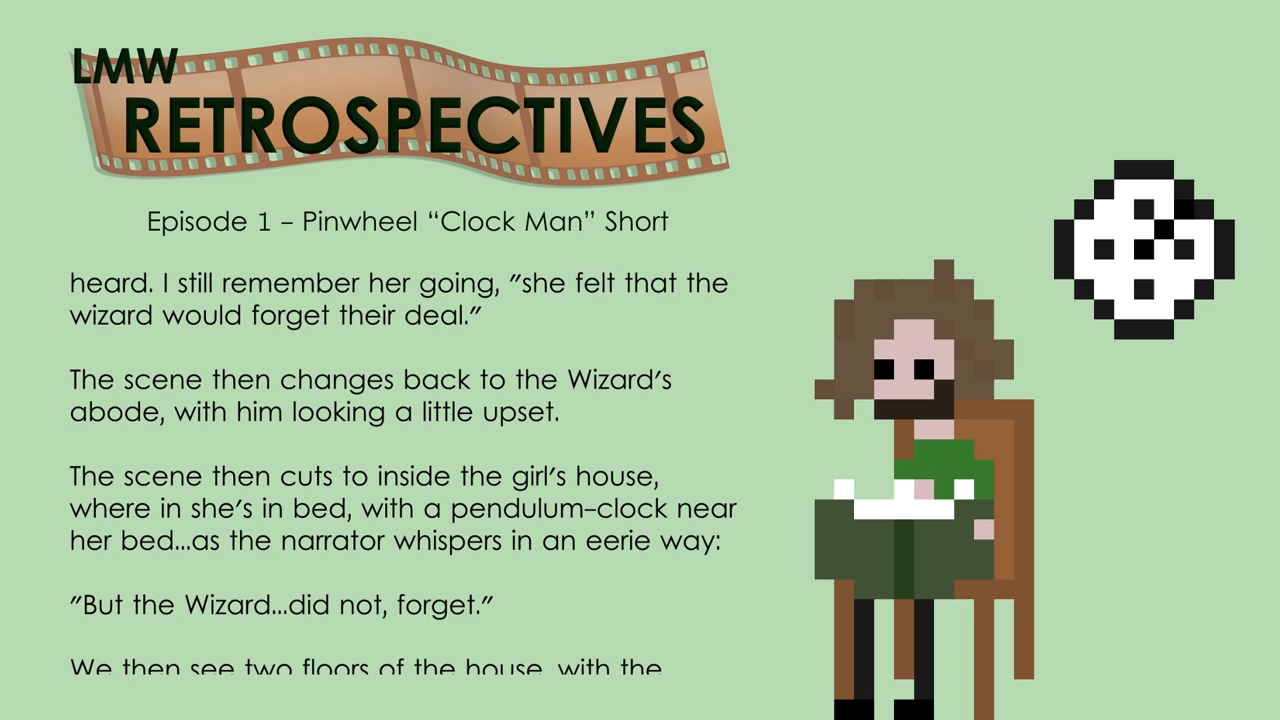 LMW
RETROSPECTIVES
Episode 1 – Pinwheel “Clock Man” Short
heard. I still remember her going, "she felt that the
wizard would forget their deal."
The scene then changes back to the Wizard's
abode, with him looking a little upset.
The scene then cuts to inside the girl's house,
where in she's in bed, with a pendulum-clock near
her bed...as the narrator whispers in an eerie way:
"But the Wizard...did not, forget."
We then see two floors of the house, with the